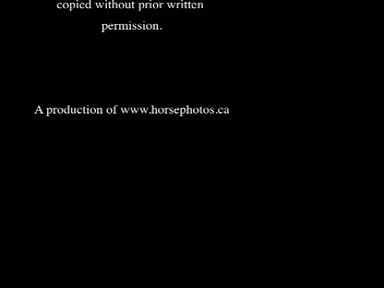 copied without prior written
permission.
A production of www.horsephotos.ca